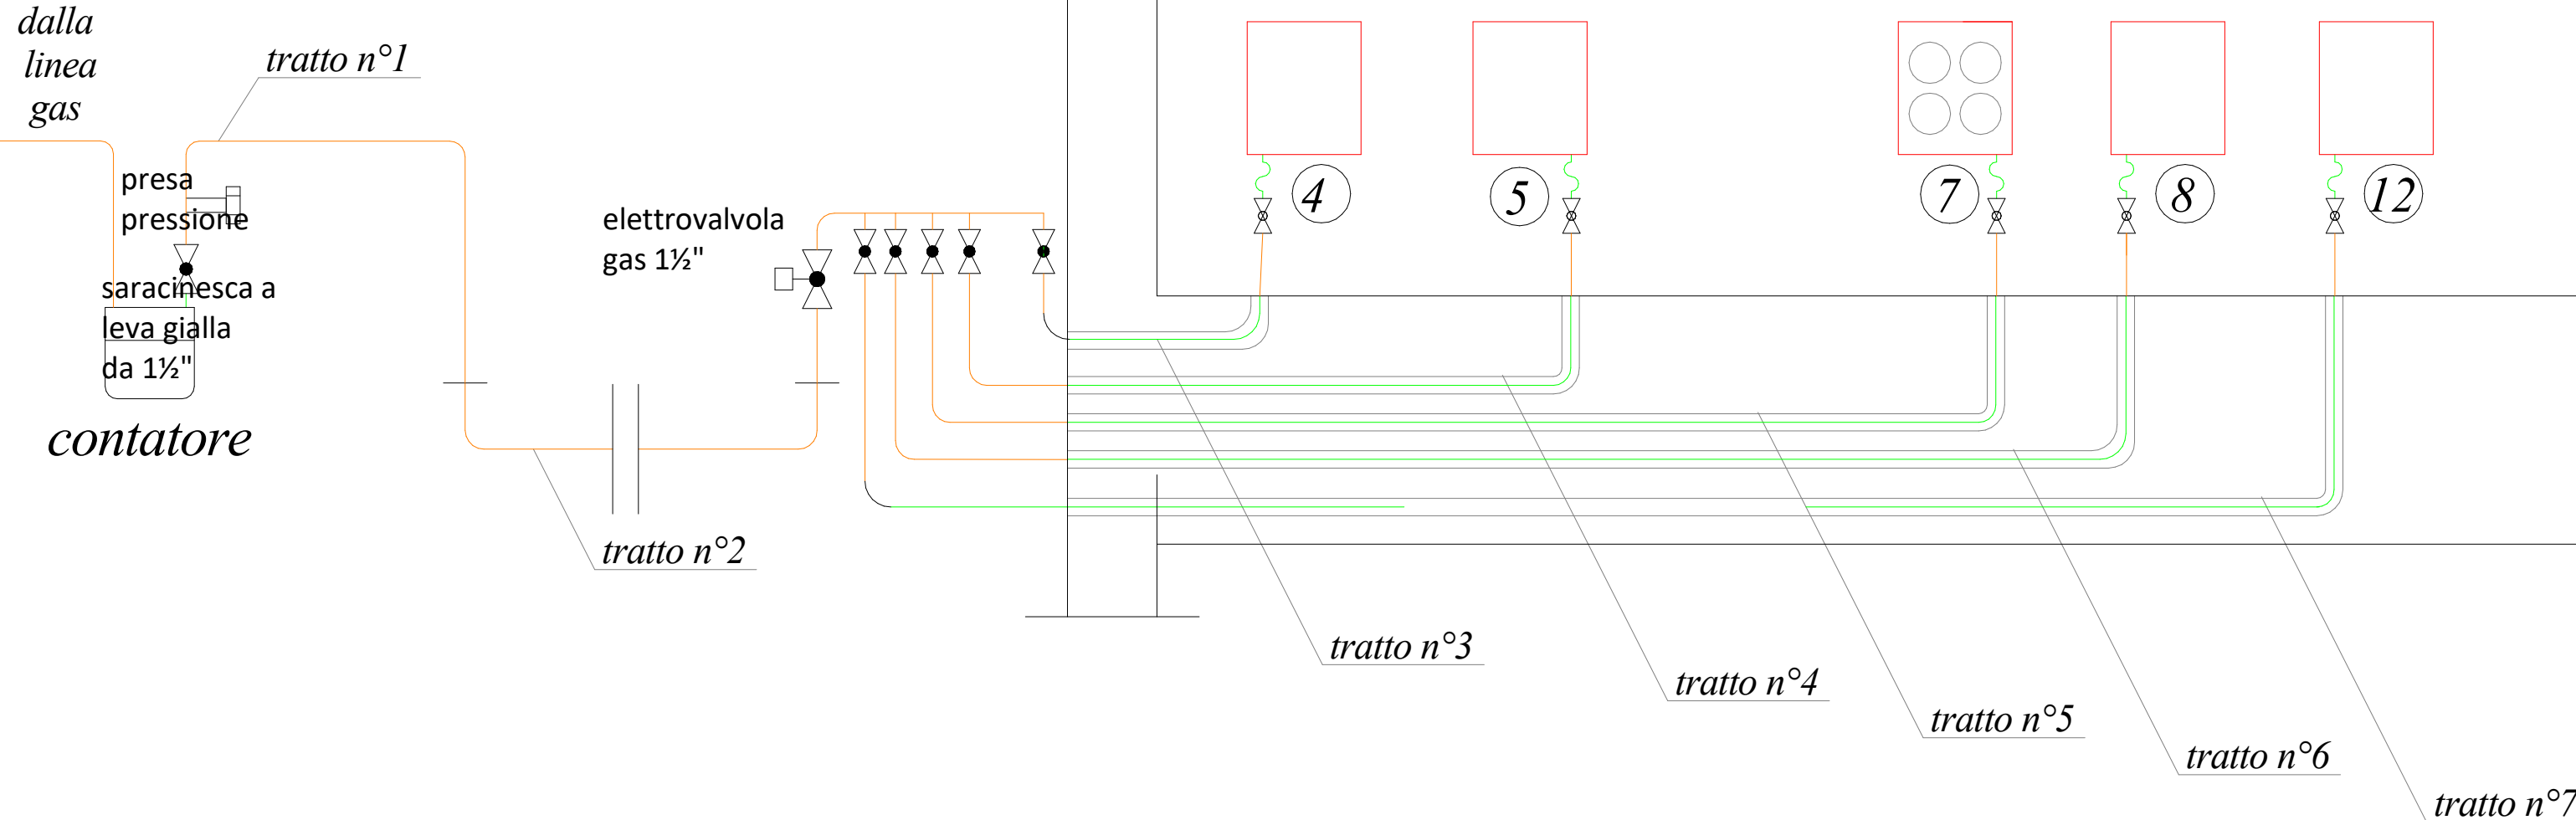 dalla
linea
gas
tratto n°1
presa
pressione
saracinesca a
leva gialla
da 1½"
contatore
tratto n°2
elettrovalvola
gas 1½"
4
5
7
8
12
tratto n°3
tratto n°4
tratto n°5
tratto n°6
tratto n°7